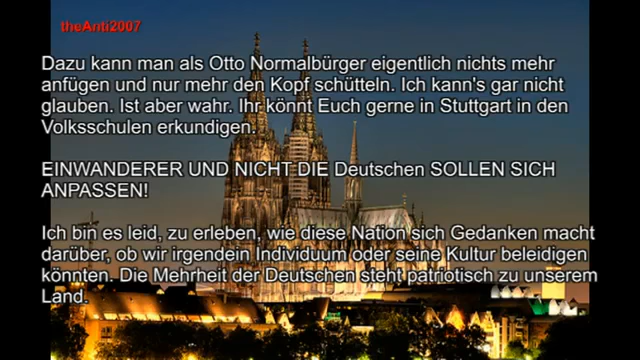 theAnti2007
Dazu kann man als Otto Normalbürger eigentlich nichts mehr
anfügen und nur mehr den Kopf schütteln. Ich kann's gar nicht
glauben. Ist aber wahr. Ihr könnt Euch gerne in Stuttgart in den
Volksschulen erkundigen.
EINWANDERER UND NICHT DIE Deutschen SOLLEN SICH
ANPASSEN!
Ich bin es leid, zu erleben, wie diese Nation sich Gedanken macht
darüber, ob wir irgendein Individuum oder seine Kultur beleidigen
könnten. Die Mehrheit der Deutschen steht patriotisch zu unserem
Land.